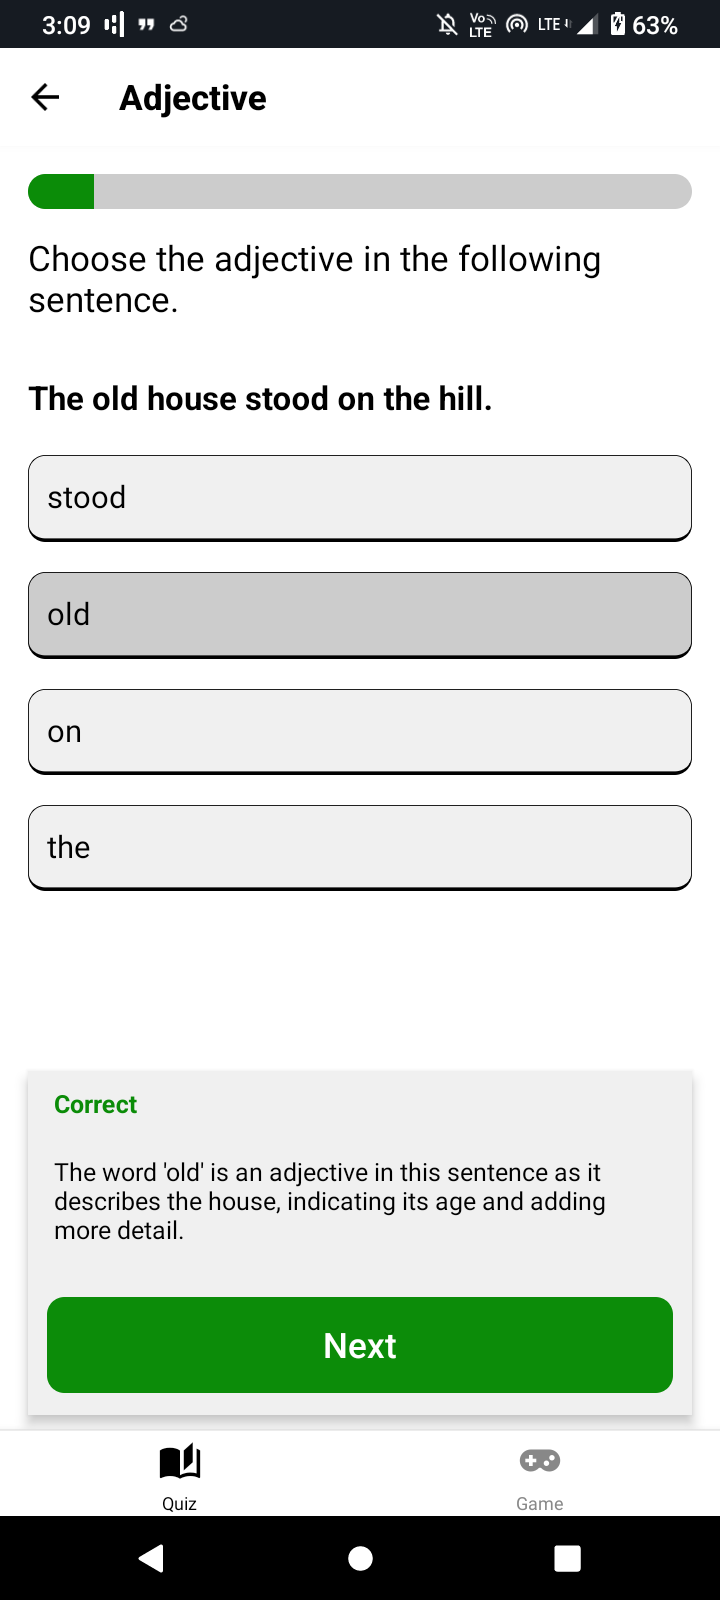 3:09
Vo LTE
LTE
63%
Adjective
Choose the adjective in the following
sentence.
The old house stood on the hill.
stood
old
on
the
Correct
The word 'old' is an adjective in this sentence as it
describes the house, indicating its age and adding
more detail.
Next
Quiz
Game